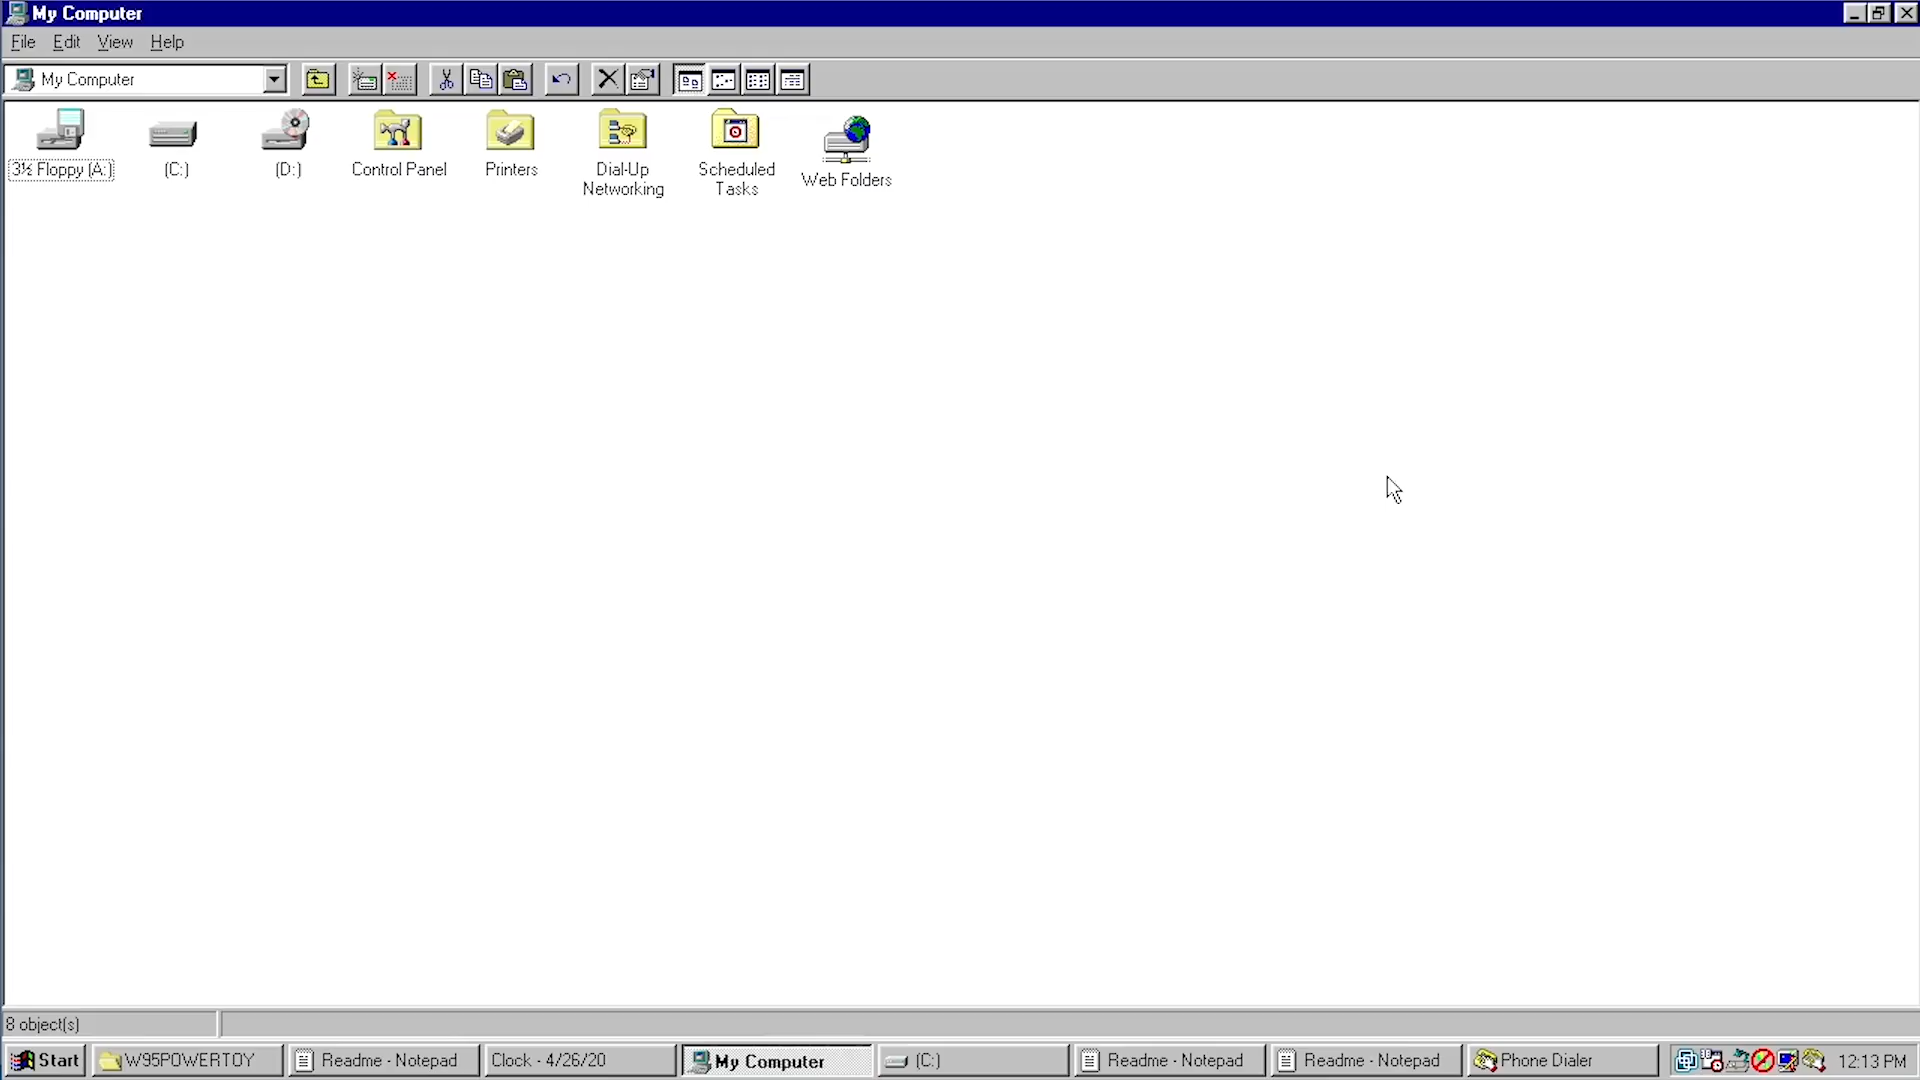 My Computer
File Edit View Help
My Computer
3½ Floppy (A:) (C:) (D:) Control Panel Printers Dial-Up Networking Scheduled Tasks Web Folders
8 object(s)
Start W95POWERTOY Readme - Notepad Clock - 4/26/20 My Computer (C:) Readme - Notepad Readme - Notepad Phone Dialer 12:13 PM